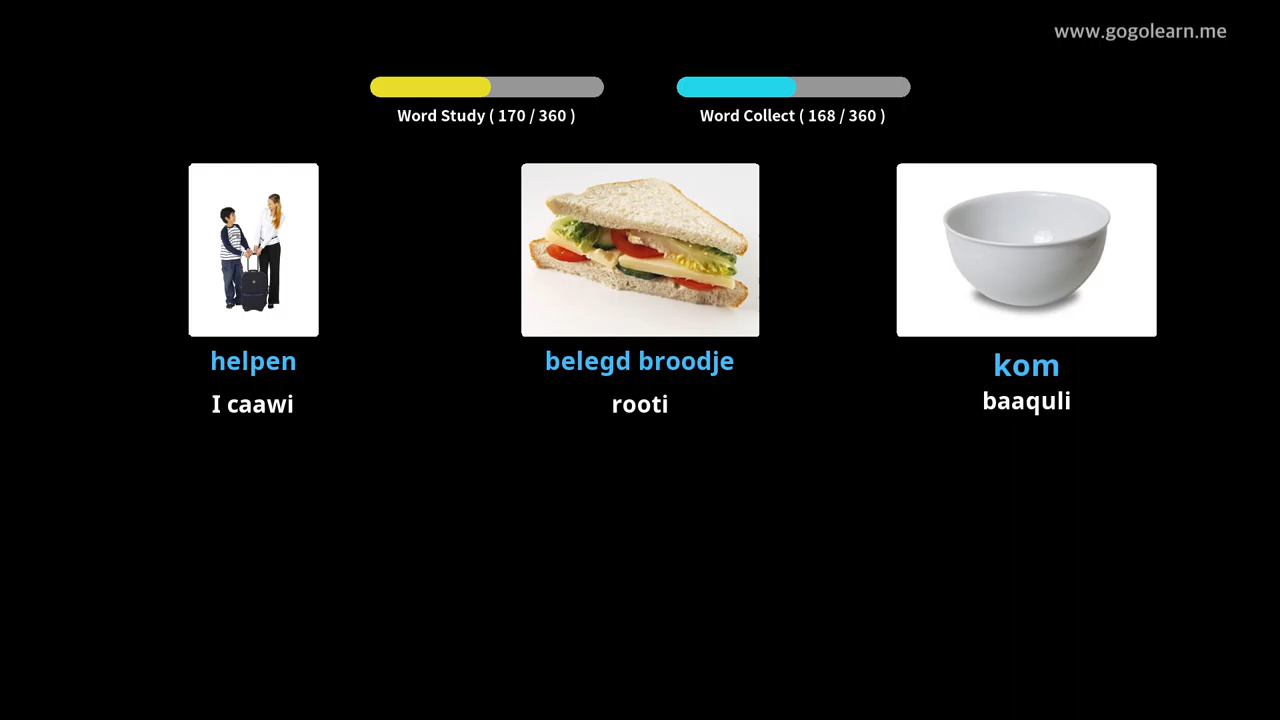 www.gogolearn.me
Word Study ( 170 / 360 )
Word Collect ( 168 / 360 )
helpen
belegd broodje
kom
I caawi
rooti
baaquli